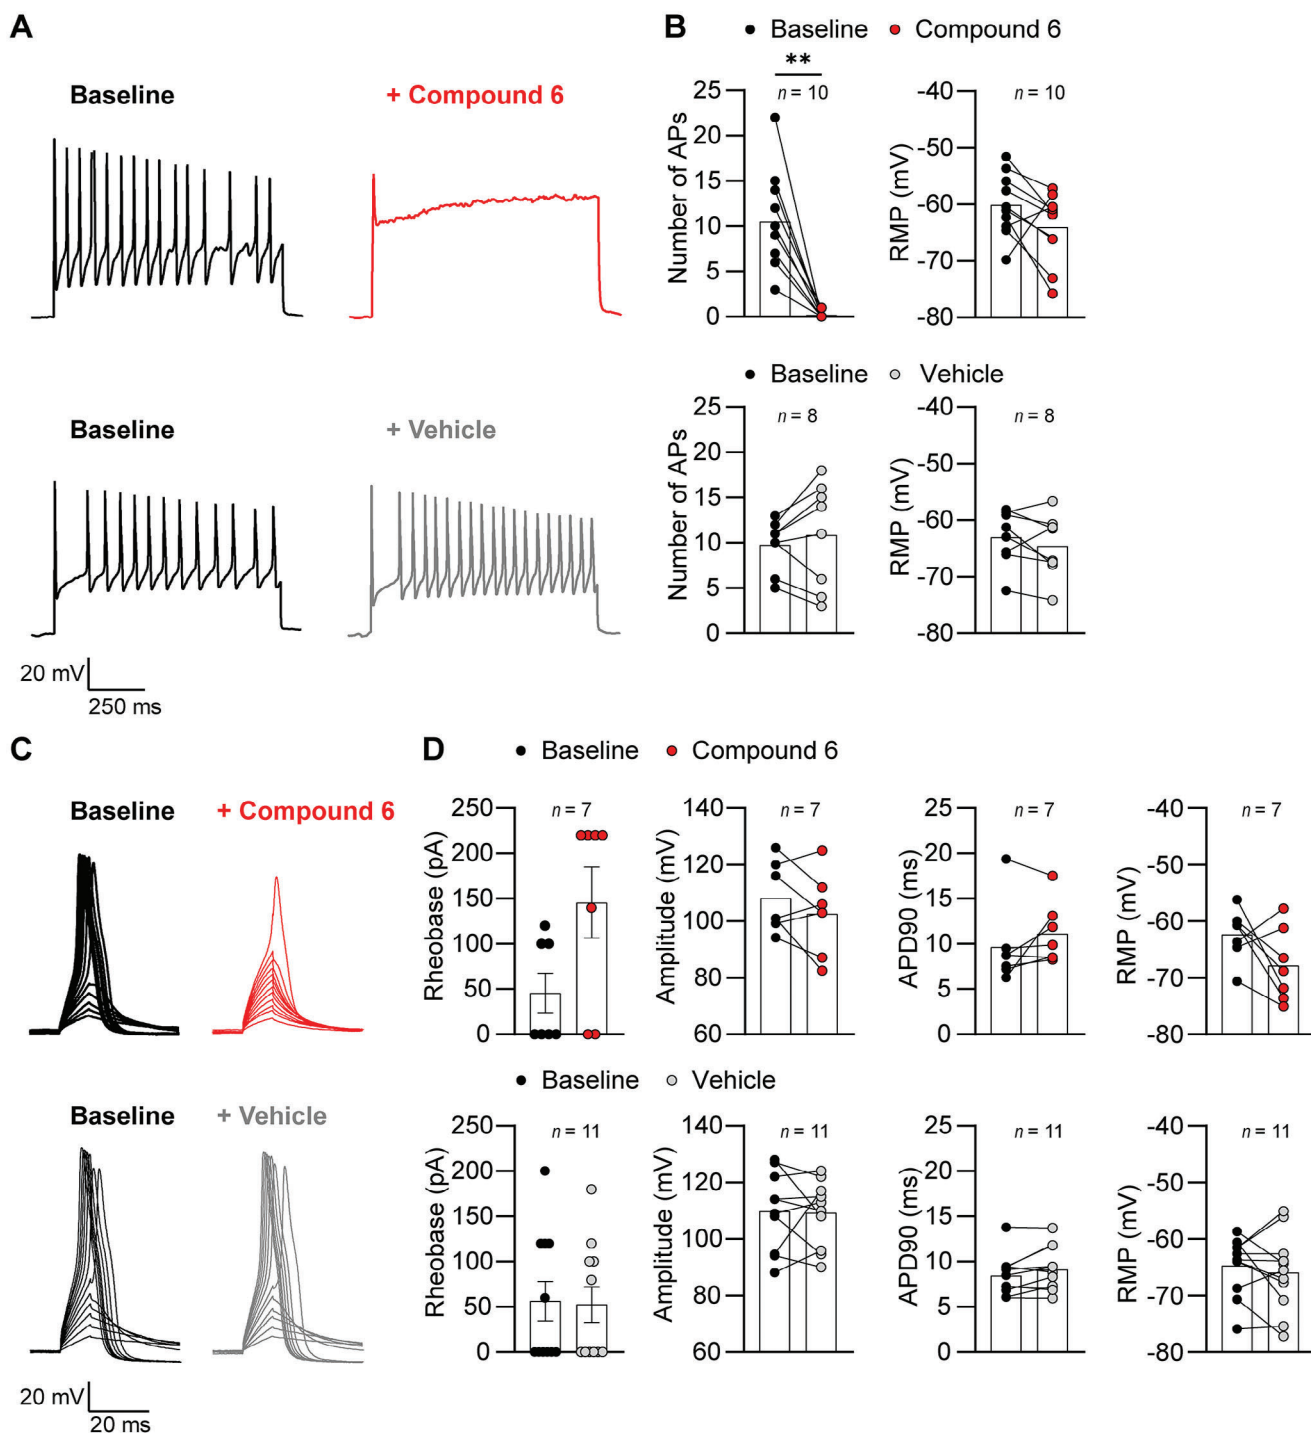 A
B
Baseline Compound 6
Baseline
+ Compound 6
**
n = 10
n = 10
Number of APs
25
20
15
10
5
0
RMP (mV)
-40
-50
-60
-70
-80
Baseline Vehicle
Baseline
+ Vehicle
n = 8
n = 8
Number of APs
25
20
15
10
5
0
RMP (mV)
-40
-50
-60
-70
-80
20 mV
250 ms
C
D
Baseline Compound 6
Baseline
+ Compound 6
n = 7
n = 7
n = 7
n = 7
Rheobase (pA)
250
200
150
100
50
0
Amplitude (mV)
140
120
100
80
60
APD90 (ms)
25
20
15
10
5
0
RMP (mV)
-40
-50
-60
-70
-80
Baseline Vehicle
Baseline
+ Vehicle
n = 11
n = 11
n = 11
n = 11
Rheobase (pA)
250
200
150
100
50
0
Amplitude (mV)
140
120
100
80
60
APD90 (ms)
25
20
15
10
5
0
RMP (mV)
-40
-50
-60
-70
-80
20 mV
20 ms